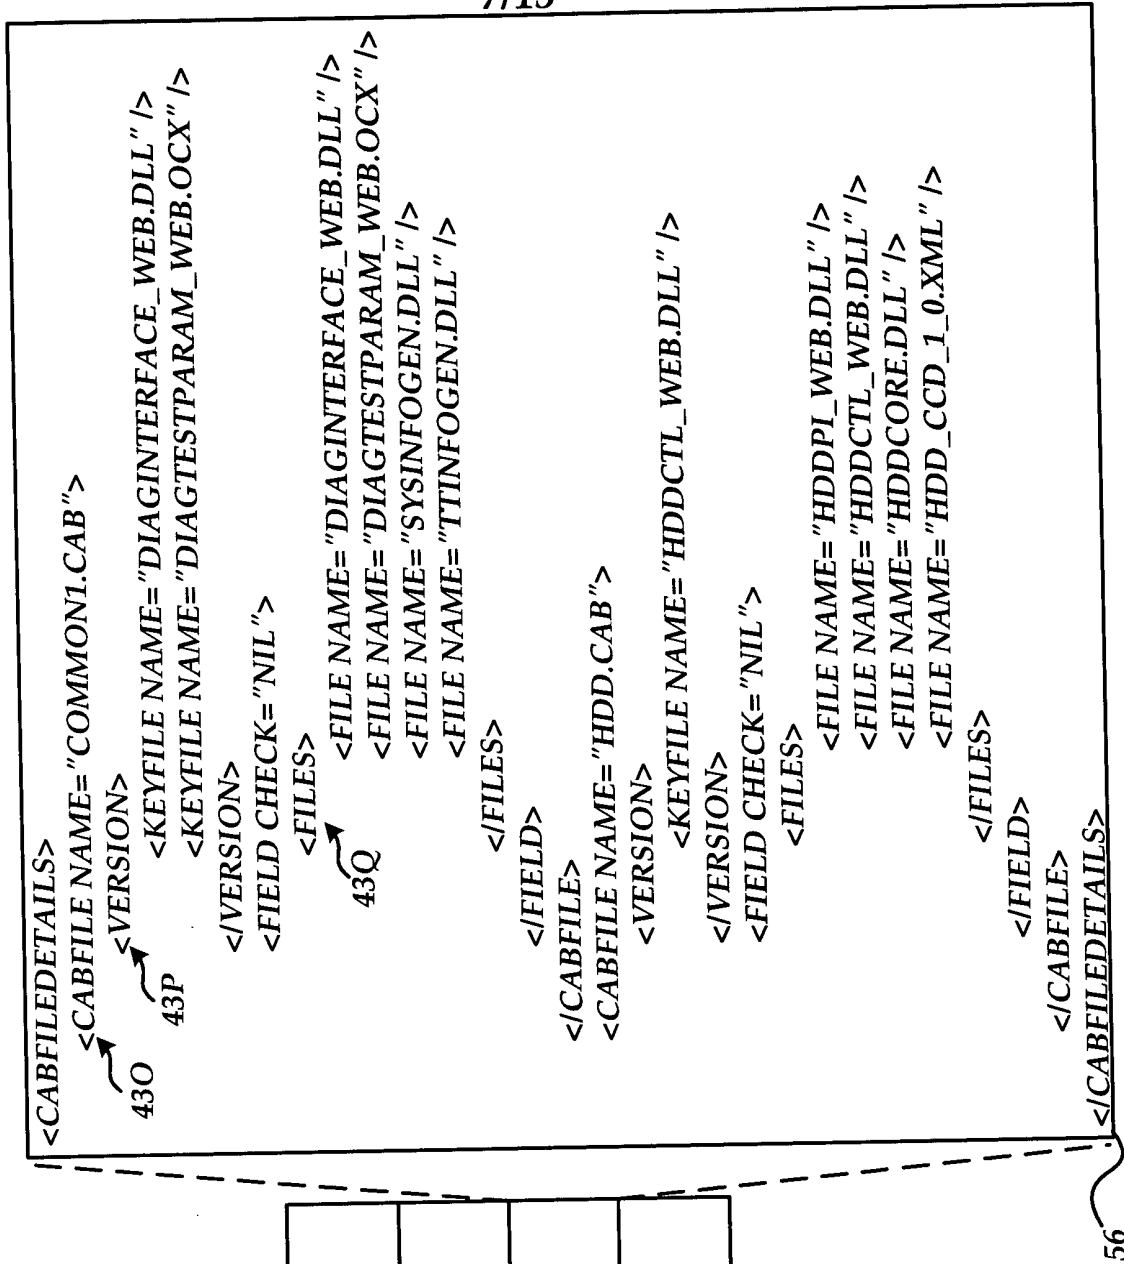 7/15
<CABFILEDETAILS>
<CABFILE NAME="COMMON1.CAB">
43O
<VERSION>
43P
<KEYFILE NAME="DIAGINTERFACE_WEB.DLL" />
<KEYFILE NAME="DIAGTESTPARAM_WEB.OCX" />
</VERSION>
<FIELD CHECK="NIL">
<FILES>
43Q
<FILE NAME="DIAGINTERFACE_WEB.DLL" />
<FILE NAME="DIAGTESTPARAM_WEB.OCX" />
<FILE NAME="SYSINFOGEN.DLL" />
<FILE NAME="TTINFOGEN.DLL" />
</FILES>
</FIELD>
</CABFILE>
<CABFILE NAME="HDD.CAB">
<VERSION>
<KEYFILE NAME="HDDCTL_WEB.DLL" />
</VERSION>
<FIELD CHECK="NIL">
<FILES>
<FILE NAME="HDDPI_WEB.DLL" />
<FILE NAME="HDDCTL_WEB.DLL" />
<FILE NAME="HDDCORE.DLL" />
<FILE NAME="HDD_CCD_1_0.XML" />
</FILES>
</FIELD>
</CABFILE>
</CABFILEDETAILS>
56